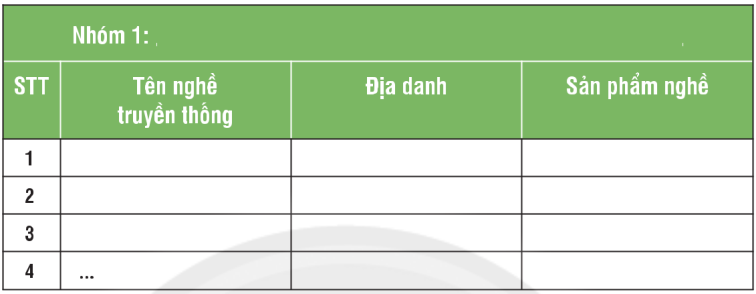 Nhóm 1:
STT Tên nghề truyền thống Địa danh Sản phẩm nghề
1
2
3
4 ...